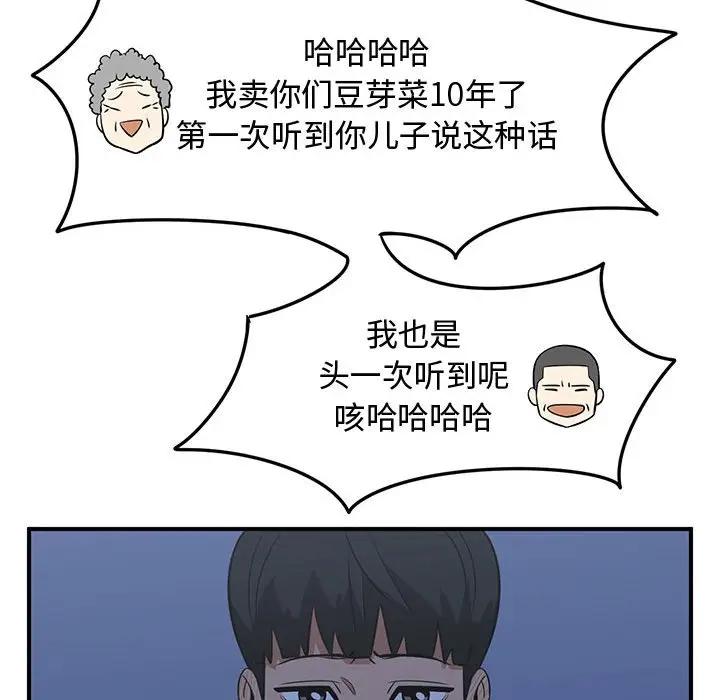 哈哈哈哈
我卖你们豆芽菜10年了
第一次听到你儿子说这种话
我也是
头一次听到呢
咳哈哈哈哈